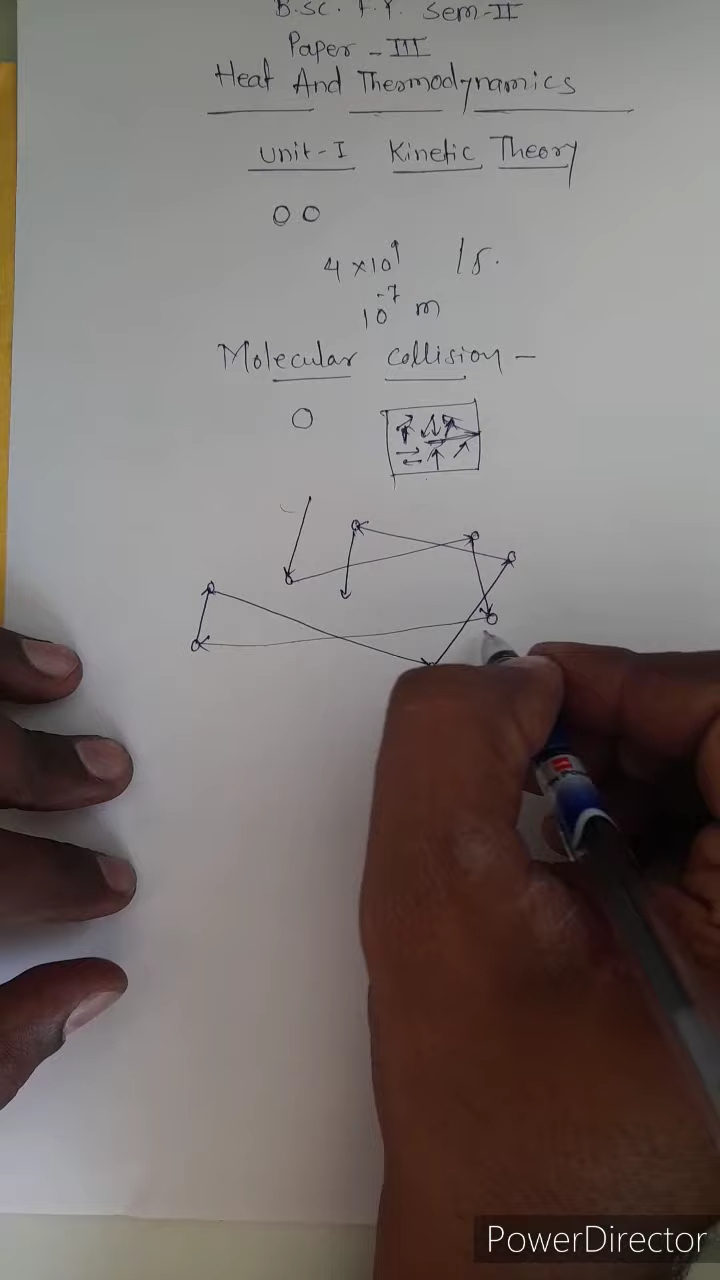 B.Sc. F.Y. Sem-II
Paper - III
Heat And Thermodynamics
Unit-I Kinetic Theory
4 × 10⁹ 1s.
10⁻⁷ m
Molecular collision -
PowerDirector